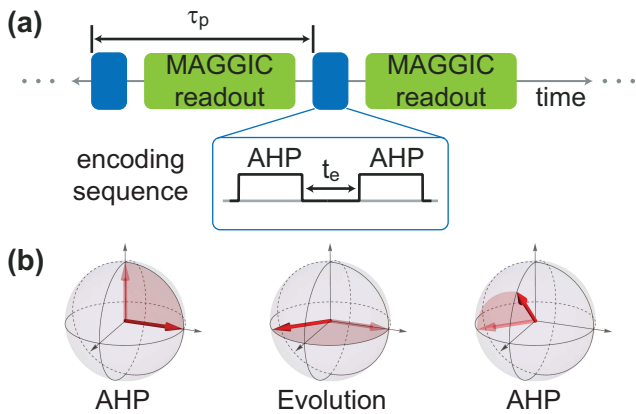 (a)
τp
MAGGIC
readout
MAGGIC
readout
time
encoding
sequence
AHP
te
AHP
(b)
AHP
Evolution
AHP